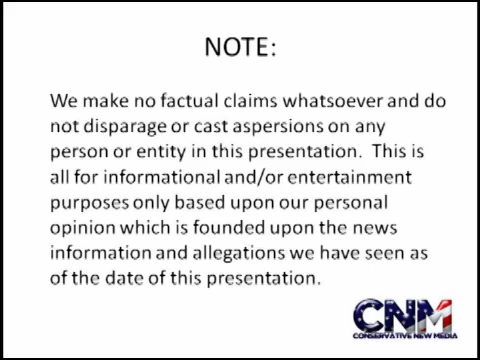 NOTE:
We make no factual claims whatsoever and do
not disparage or cast aspersions on any
person or entity in this presentation.  This is
all for informational and/or entertainment
purposes only based upon our personal
opinion which is founded upon the news
information and allegations we have seen as
of the date of this presentation.
CNM
CONSERVATIVE NEW MEDIA